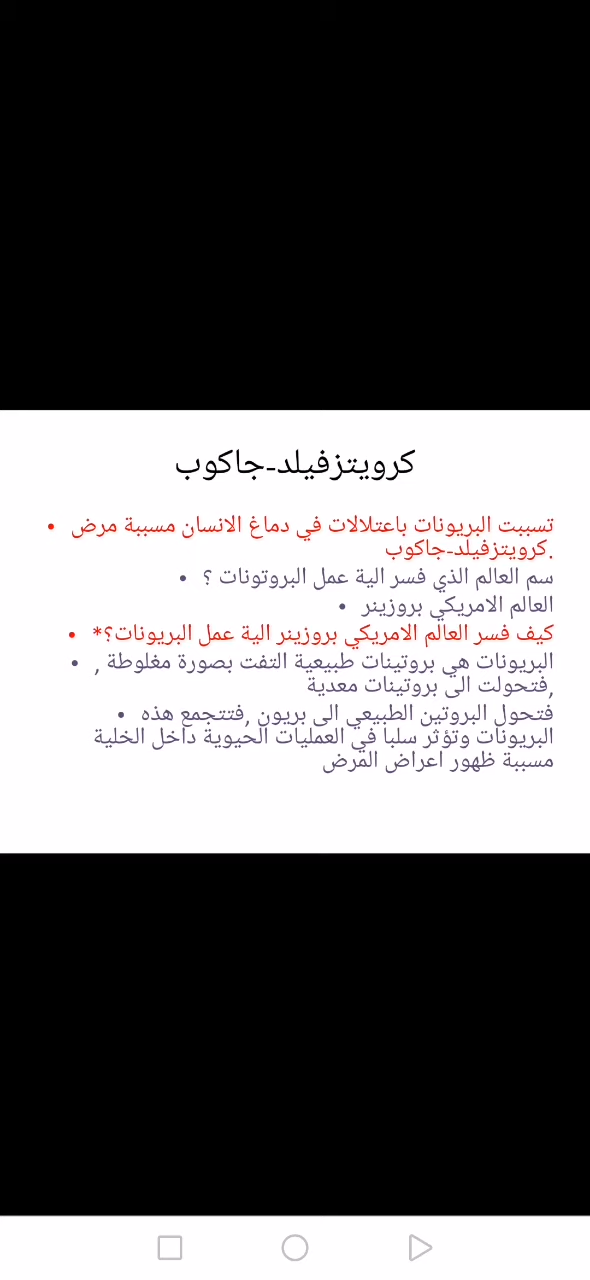 كرويتزفيلد-جاكوب
• تسببت البريونات باعتلالات في دماغ الانسان مسببة مرض
.كرويتزفيلد-جاكوب
• سم العالم الذي فسر الية عمل البروتونات ؟
• العالم الامريكي بروزينر
• كيف فسر العالم الامريكي بروزينر الية عمل البريونات؟*
• البريونات هي بروتينات طبيعية التفت بصورة مغلوطة ,
,فتحولت الى بروتينات معدية
• فتحول البروتين الطبيعي الى بريون ,فتتجمع هذه
البريونات وتؤثر سلبا في العمليات الحيوية داخل الخلية
مسببة ظهور اعراض المرض